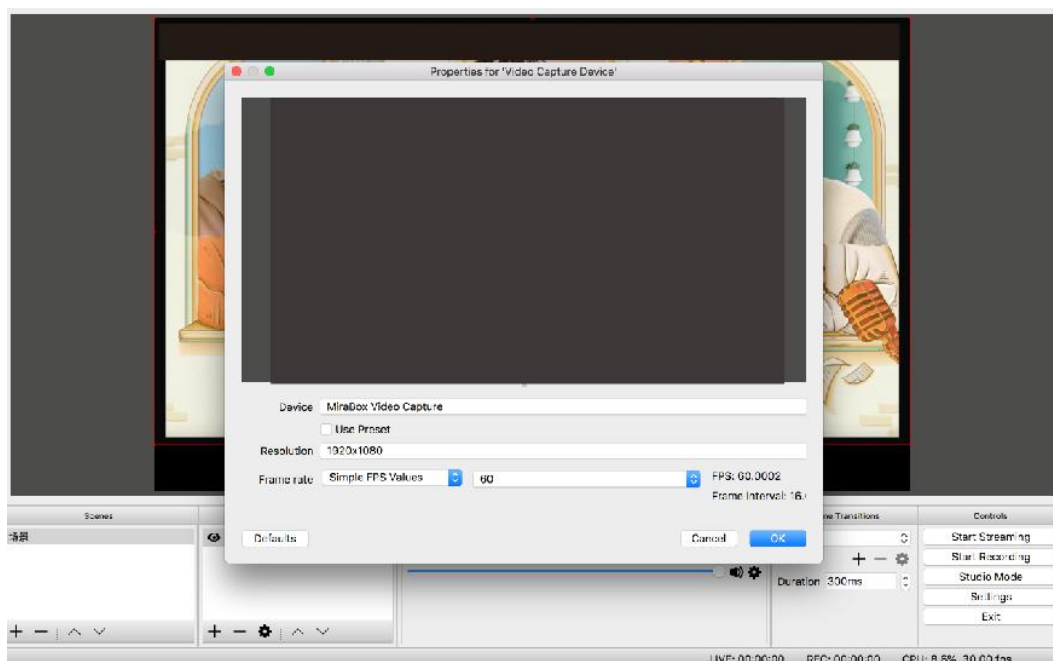 Properties for 'Video Capture Device'
Device MiraBox Video Capture
Use Preset
Resolution 1920x1080
Frame rate Simple FPS Values 60 FPS: 60.0002
Frame Interval: 16.
Defaults Cancel OK
Scenes
场景
ne Transitions
Duration 300ms
Controls
Start Streaming
Start Recording
Studio Mode
Settings
Exit
LIVE: 00:00:00 REC: 00:00:00 CPU: 8.6%, 30.00 fps